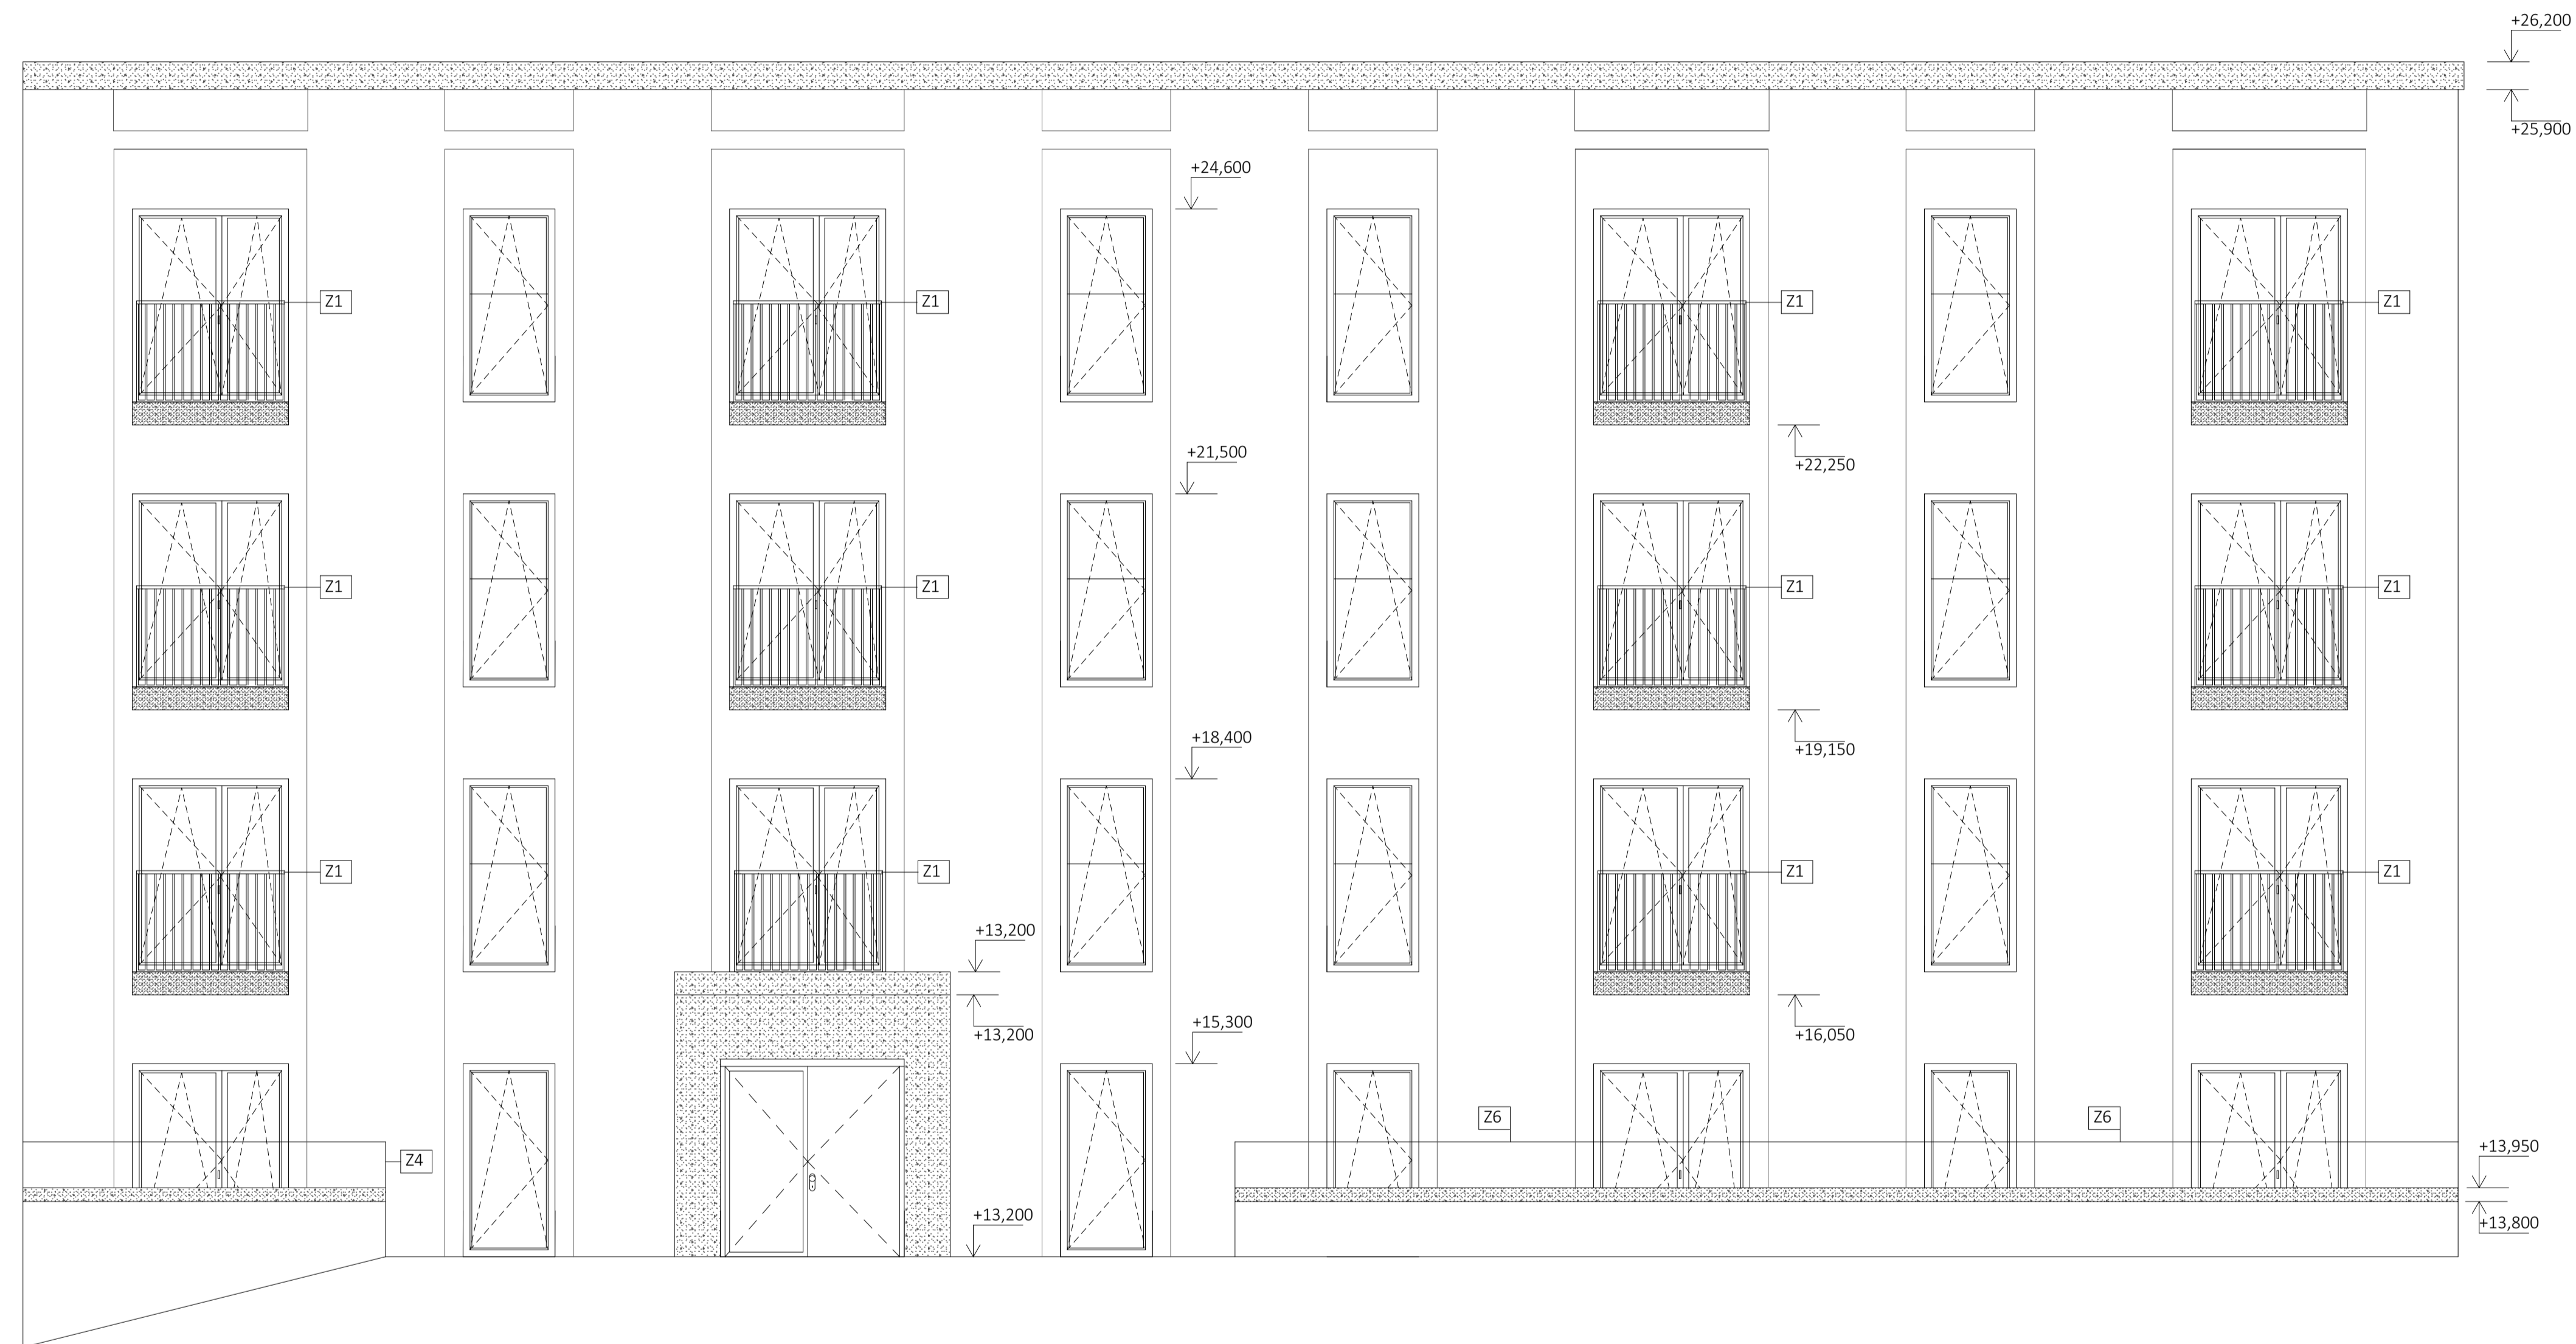 +26,200
+25,900
+24,600
Z1
Z1
Z1
Z1
+21,500
+22,250
Z1
Z1
Z1
Z1
+18,400
+19,150
Z1
Z1
Z1
Z1
+13,200
+15,300
+13,200
+16,050
Z6
Z6
Z4
+13,950
+13,200
+13,800